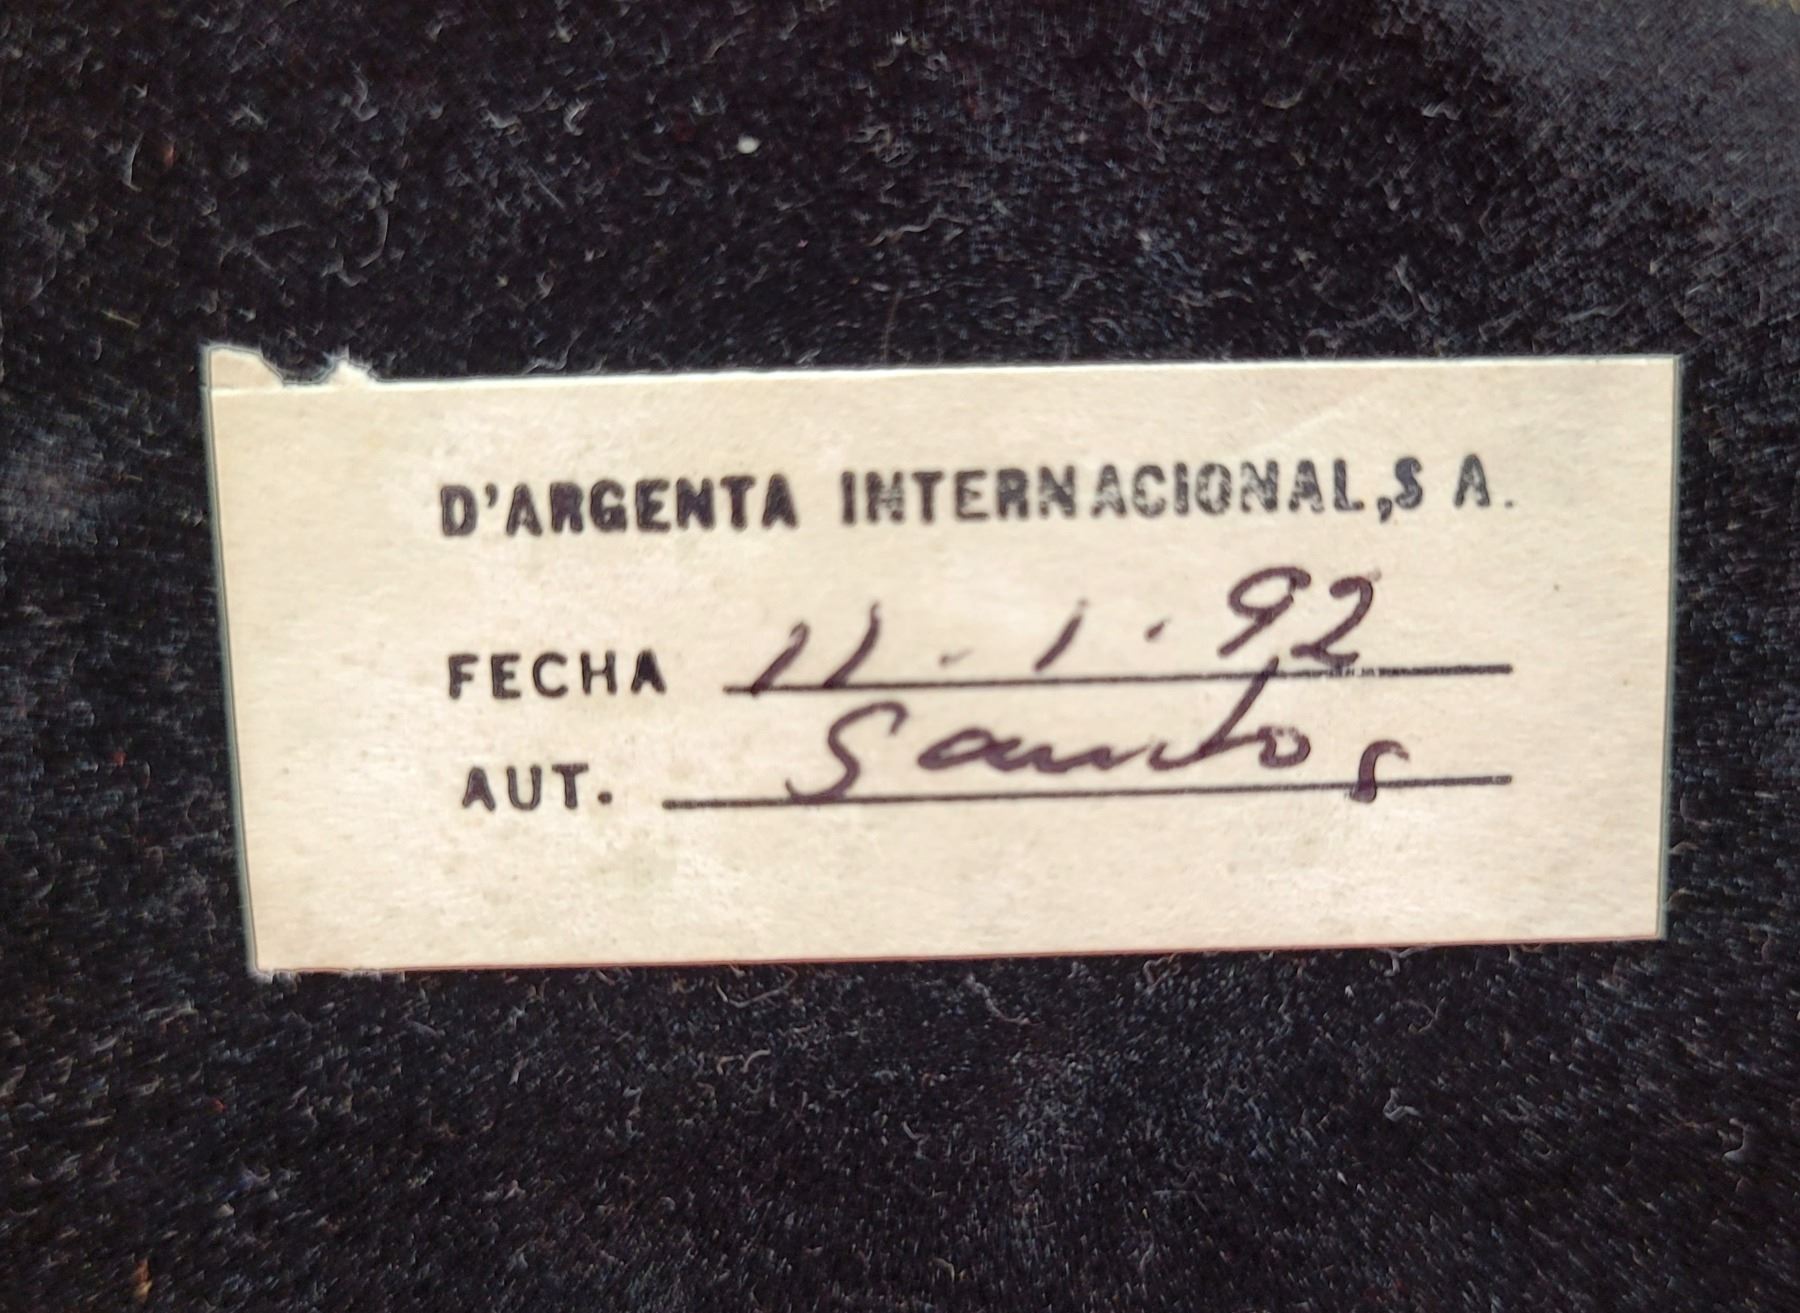 D'ARGENTA INTERNACIONAL,S A.
FECHA 11.1.92
AUT. Santos